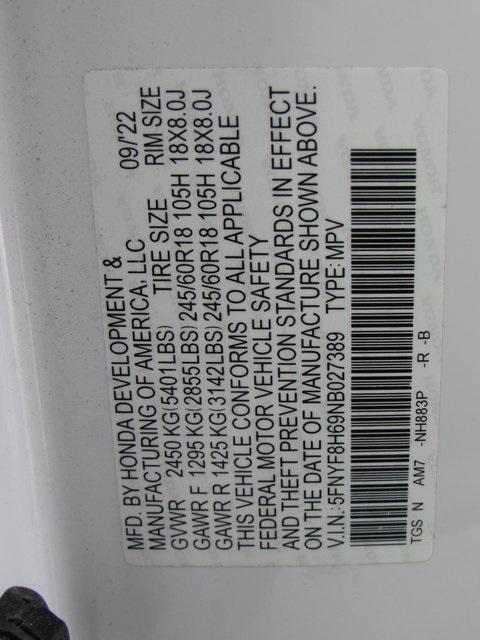 MFD. BY HONDA DEVELOPMENT & 09/'22
MANUFACTURING OF AMERICA, LLC
TIRE SIZE RIM SIZE
GVWR 2450 KG(5401LBS)
GAWR F 1295 KG(2855LBS) 245/60R18 105H 18X8.0J
GAWR R 1425 KG(3142LBS) 245/60R18 105H 18X8.0J
THIS VEHICLE CONFORMS TO ALL APPLICABLE
FEDERAL MOTOR VEHICLE SAFETY
AND THEFT PREVENTION STANDARDS IN EFFECT
ON THE DATE OF MANUFACTURE SHOWN ABOVE.
V.I.N.: 5FNYF8H69NB027389 TYPE: MPV
TGS N AM7 -NH883P -R -B